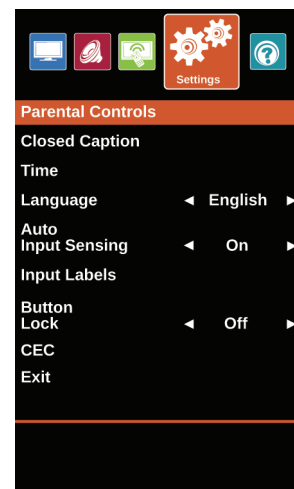 Settings
Parental Controls
Closed Caption
Time
Language ◄ English ►
Auto
Input Sensing ◄ On ►
Input Labels
Button
Lock ◄ Off ►
CEC
Exit